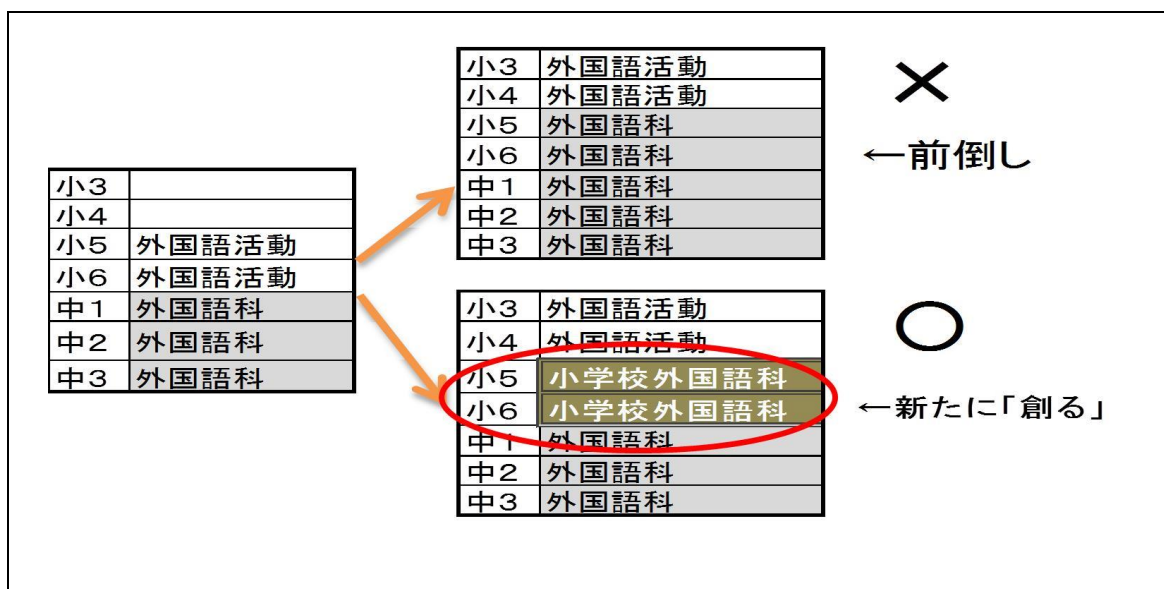 小3
小4
小5 外国語活動
小6 外国語活動
中1 外国語科
中2 外国語科
中3 外国語科
小3 外国語活動
小4 外国語活動
小5 外国語科
小6 外国語科
中1 外国語科
中2 外国語科
中3 外国語科
×
←前倒し
小3 外国語活動
小4 外国語活動
小5 小学校外国語科
小6 小学校外国語科
中1 外国語科
中2 外国語科
中3 外国語科
○
←新たに「創る」